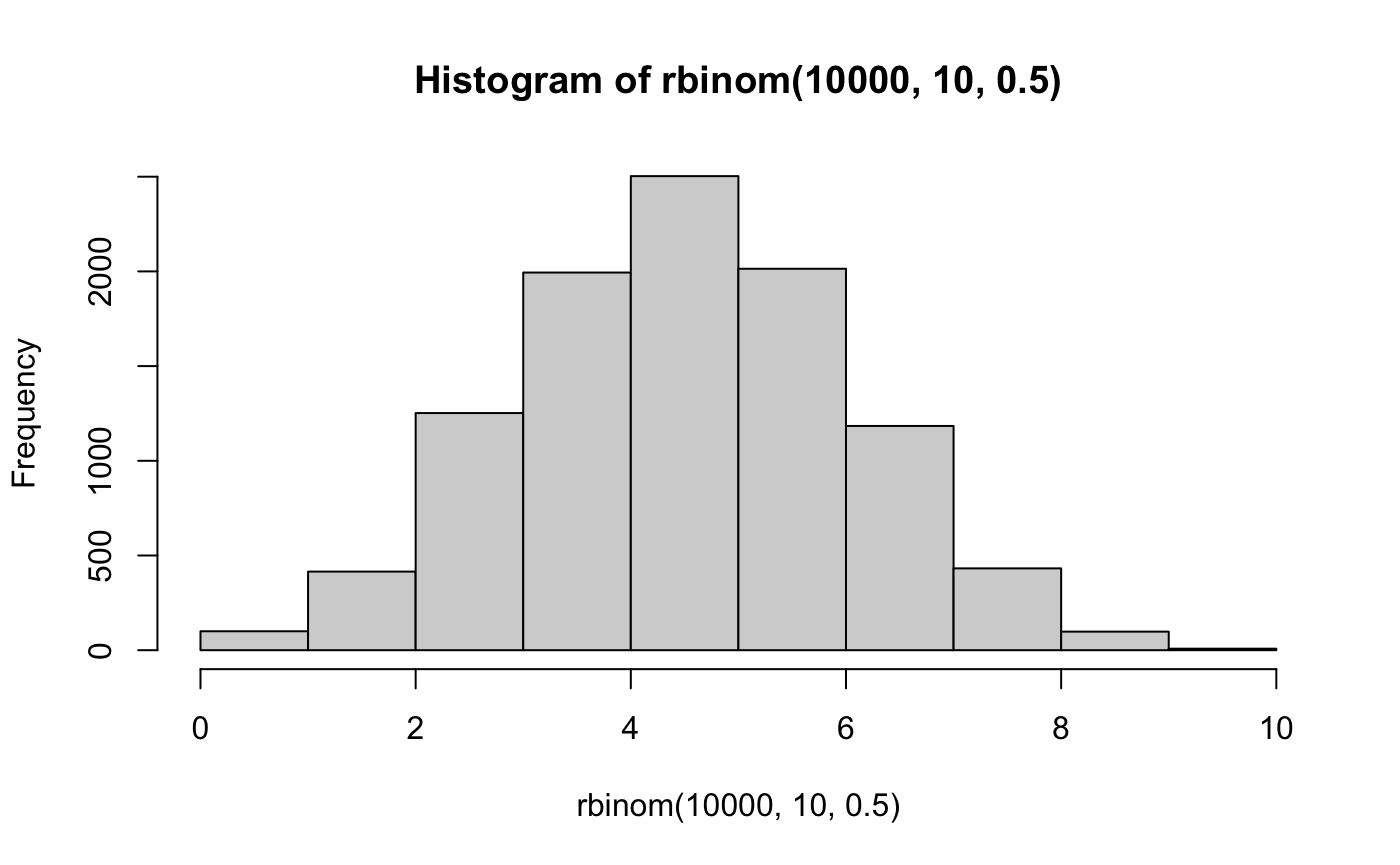 Histogram of rbinom(10000, 10, 0.5)
Frequency
2000
1000
500
0
0 2 4 6 8 10
rbinom(10000, 10, 0.5)